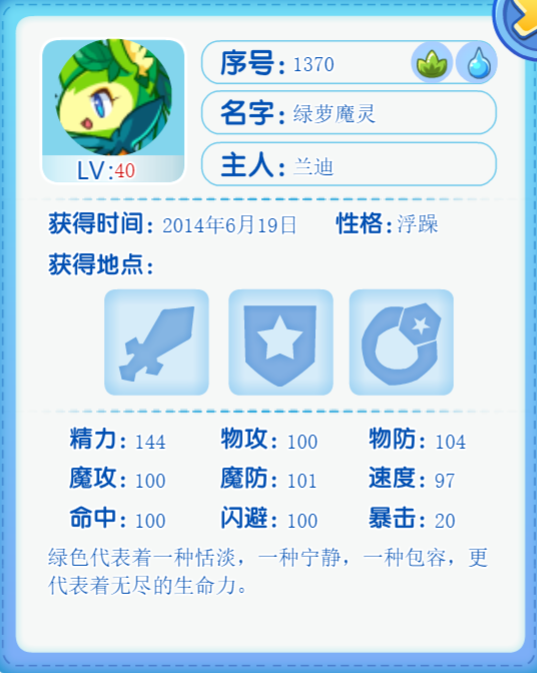 序号: 1370
名字: 绿萝魔灵
LV:40
主人: 兰迪
获得时间: 2014年6月19日 性格: 浮躁
获得地点:
精力: 144 物攻: 100 物防: 104
魔攻: 100 魔防: 101 速度: 97
命中: 100 闪避: 100 暴击: 20
绿色代表着一种恬淡，一种宁静，一种包容，更
代表着无尽的生命力。